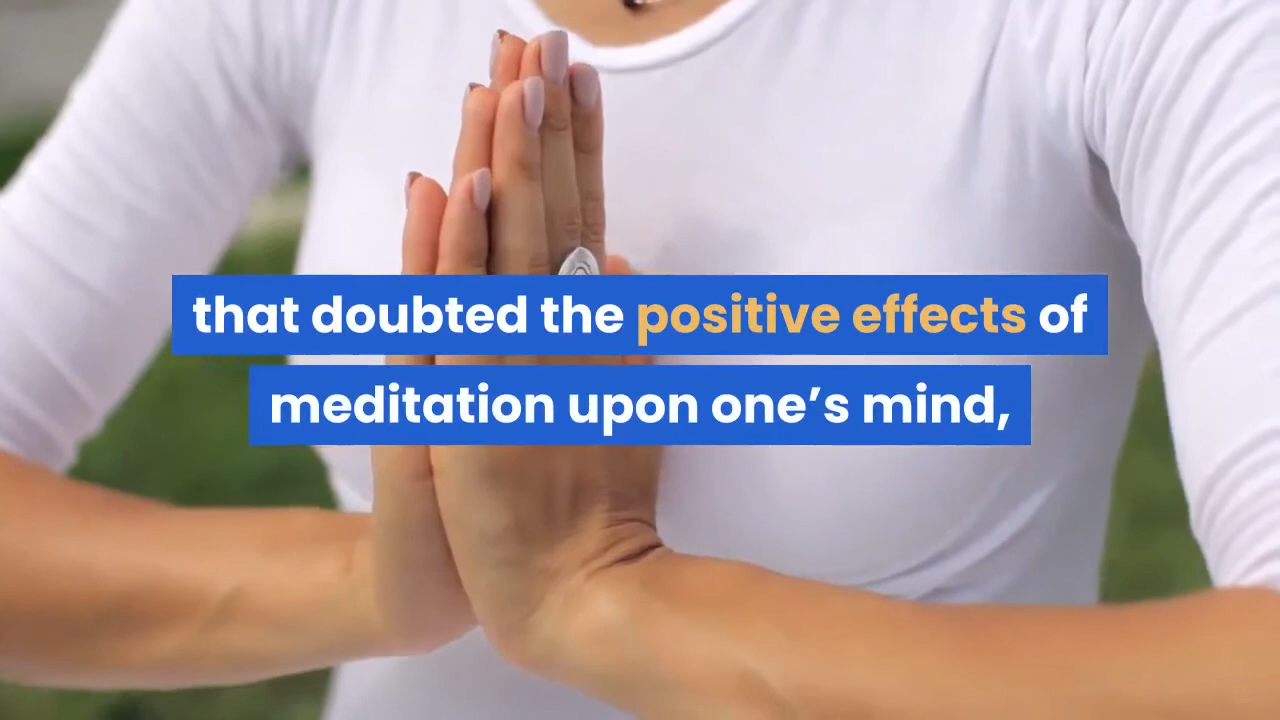 that doubted the positive effects of
meditation upon one’s mind,